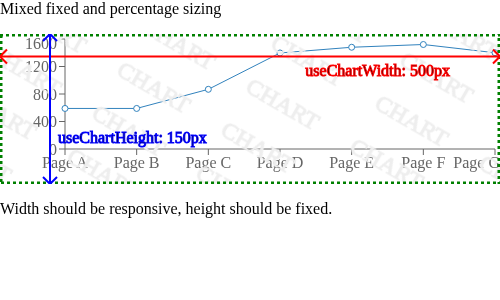 Mixed fixed and percentage sizing
1600
1200
useChartWidth: 500px
800
400
useChartHeight: 150px
0
Page A Page B Page C Page D Page E Page F Page G
CHART CHART CHART CHART CHART CHART CHART CHART CHART
Width should be responsive, height should be fixed.